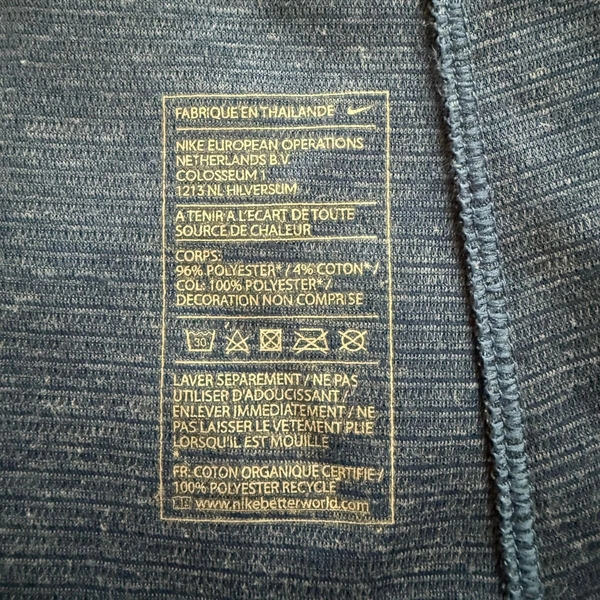 FABRIQUE EN THAILANDE
NIKE EUROPEAN OPERATIONS
NETHERLANDS B.V.
COLOSSEUM 1
1213 NL HILVERSUM
A TENIR A L'ECART DE TOUTE
SOURCE DE CHALEUR
CORPS:
96% POLYESTER* / 4% COTON* /
COL: 100% POLYESTER* /
DECORATION NON COMPRISE
30
LAVER SEPAREMENT / NE PAS
UTILISER D'ADOUCISSANT /
ENLEVER IMMEDIATEMENT / NE
PAS LAISSER LE VETEMENT PLIE
LORSQU'IL EST MOUILLE
*
FR: COTON ORGANIQUE CERTIFIE /
100% POLYESTER RECYCLE
www.nikebetterworld.com